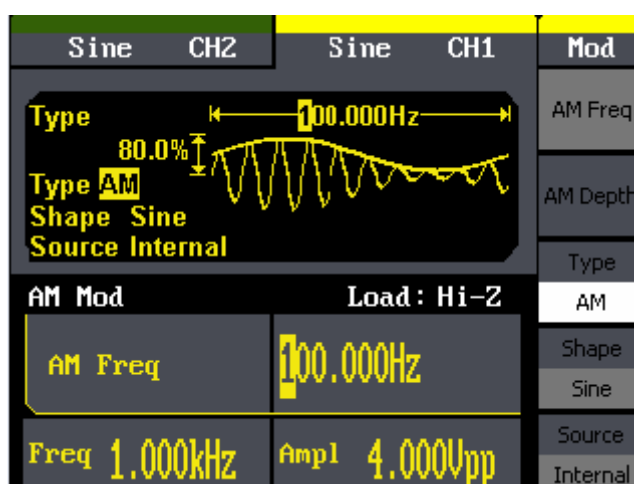 Sine CH2 Sine CH1 Mod
Type 100.000Hz
80.0%
Type AM
Shape Sine
Source Internal
AM Mod Load: Hi-Z
AM Freq 100.000Hz
Freq 1.000kHz Ampl 4.000Vpp
AM Freq
AM Depth
Type
AM
Shape
Sine
Source
Internal